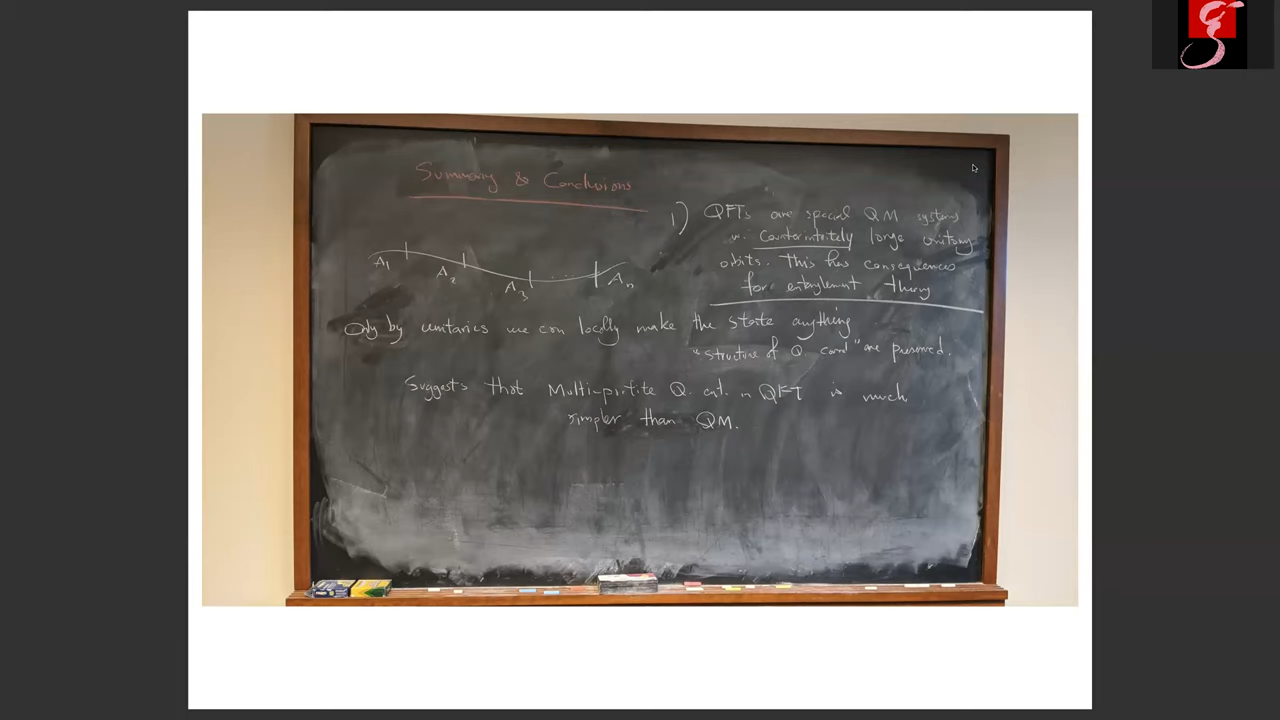 Summary & Conclusions
1) QFTs are special QM systems
w. Counterintuitely large unitary
orbits. This has consequences
for entanglement theory
A1 A2 A3 ... An
Only by unitaries we can locally make the state anything
"structure of Q corr" are preserved.
Suggests that Multi-partite Q. ent. in QFT is much
simpler than QM.